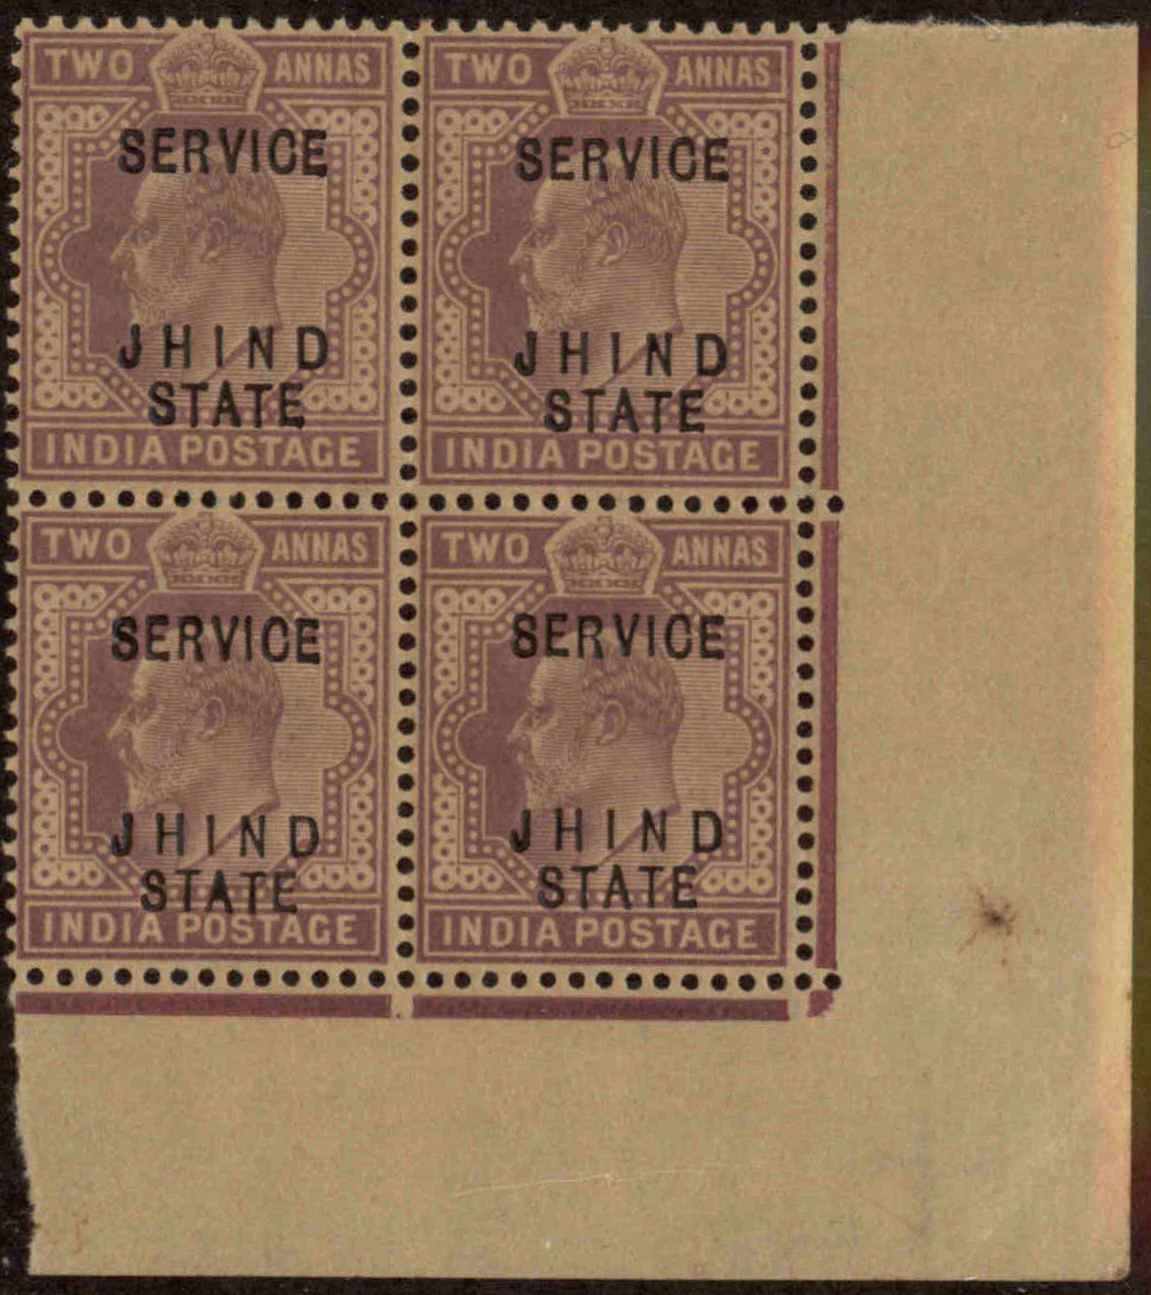 TWO ANNAS
SERVICE
JHIND
STATE
INDIA POSTAGE
TWO ANNAS
SERVICE
JHIND
STATE
INDIA POSTAGE
TWO ANNAS
SERVICE
JHIND
STATE
INDIA POSTAGE
TWO ANNAS
SERVICE
JHIND
STATE
INDIA POSTAGE